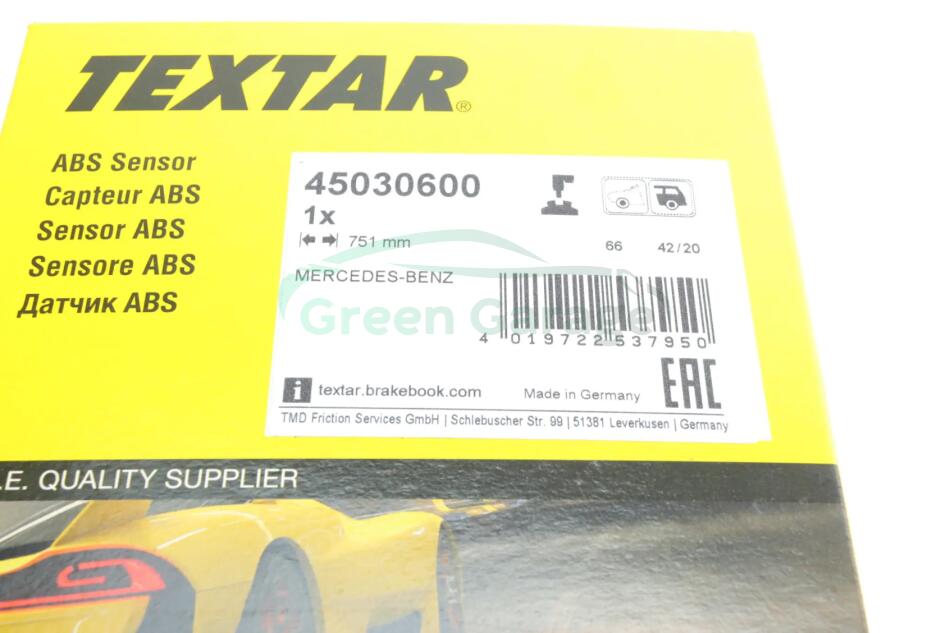 TEXTAR®
ABS Sensor
Capteur ABS
Sensor ABS
Sensore ABS
Датчик ABS
45030600
1x
751 mm
66 42/20
MERCEDES-BENZ
Green Garage
4 019722 537950
i textar.brakebook.com
Made in Germany
EAC
TMD Friction Services GmbH | Schlebuscher Str. 99 | 51381 Leverkusen | Germany
.E. QUALITY SUPPLIER